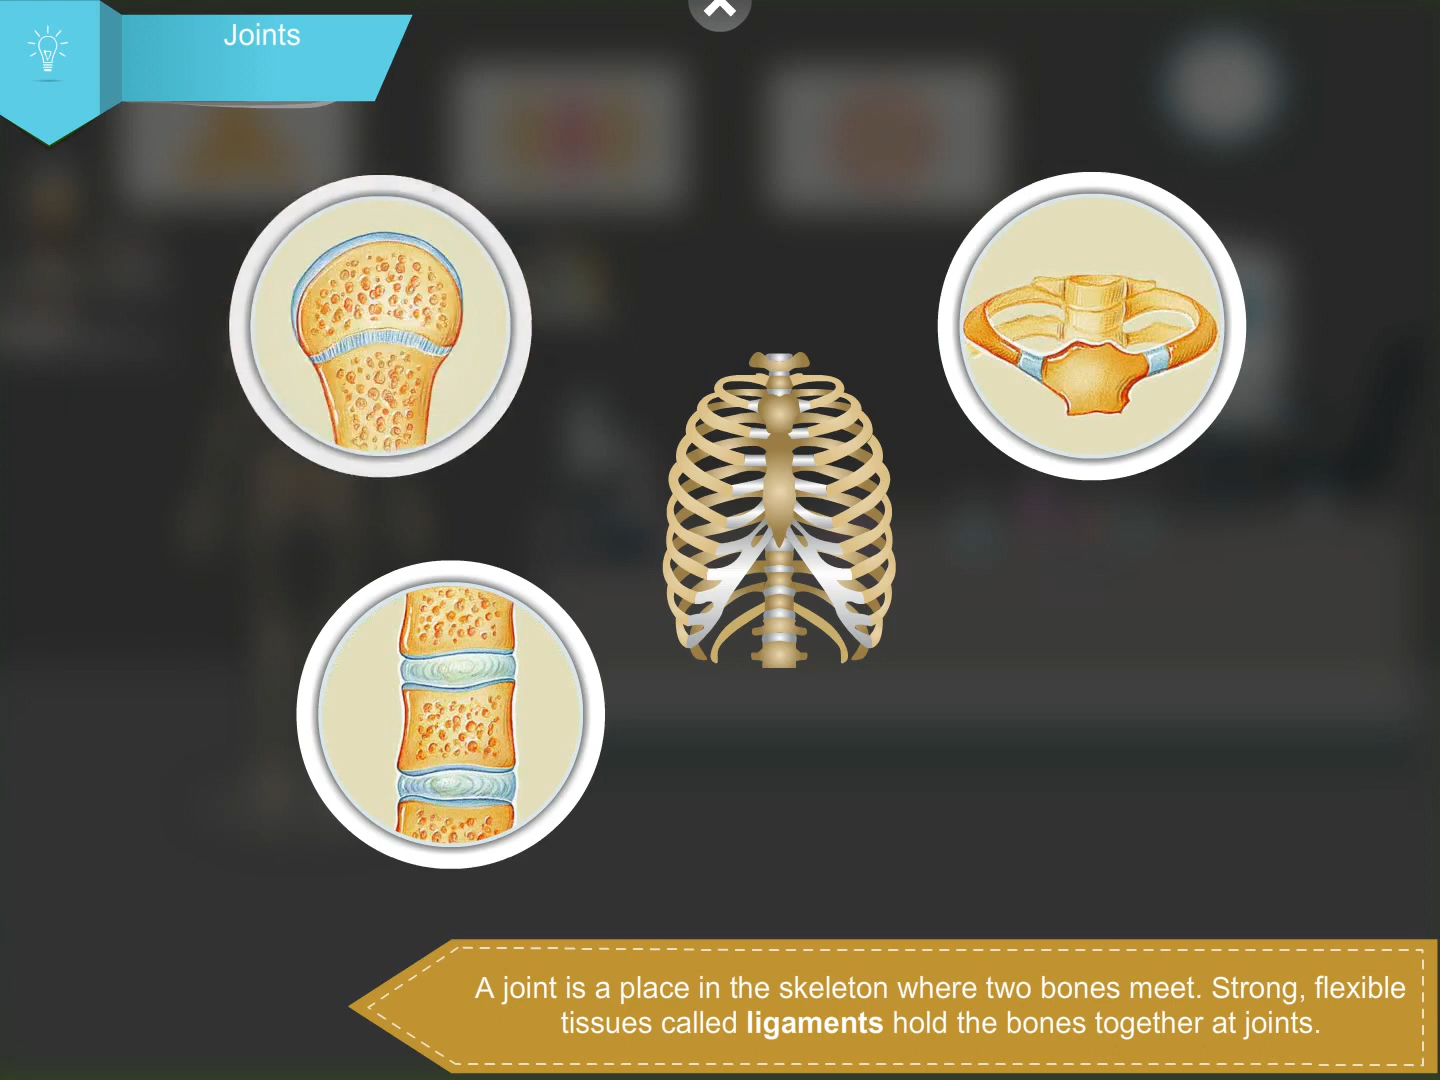 Joints
A joint is a place in the skeleton where two bones meet. Strong, flexible
tissues called ligaments hold the bones together at joints.